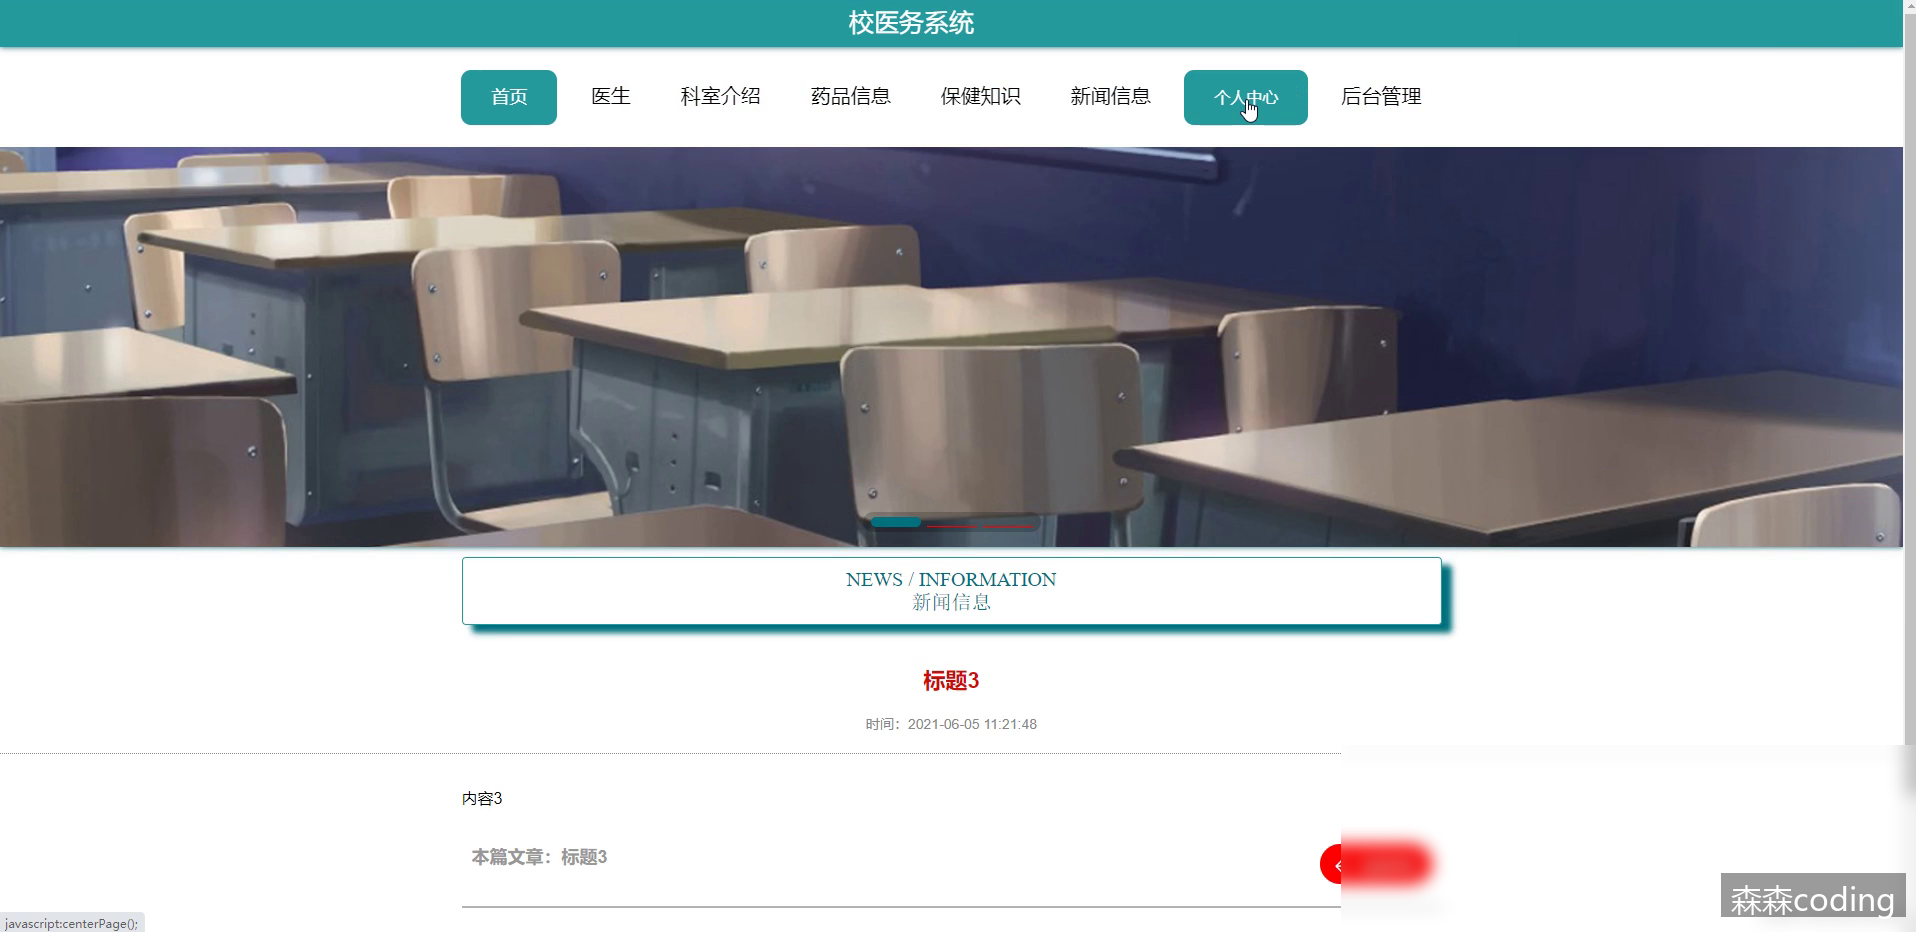 校医务系统
首页 医生 科室介绍 药品信息 保健知识 新闻信息 个人中心 后台管理
NEWS / INFORMATION
新闻信息
标题3
时间：2021-06-05 11:21:48
内容3
本篇文章：标题3
森森coding
javascript:centerPage();